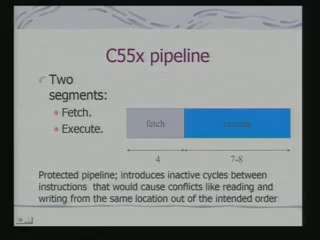 C55x pipeline
Two
segments:
Fetch.
Execute.
fetch
execute
4
7-8
Protected pipeline; introduces inactive cycles between
instructions that would cause conflicts like reading and
writing from the same location out of the intended order